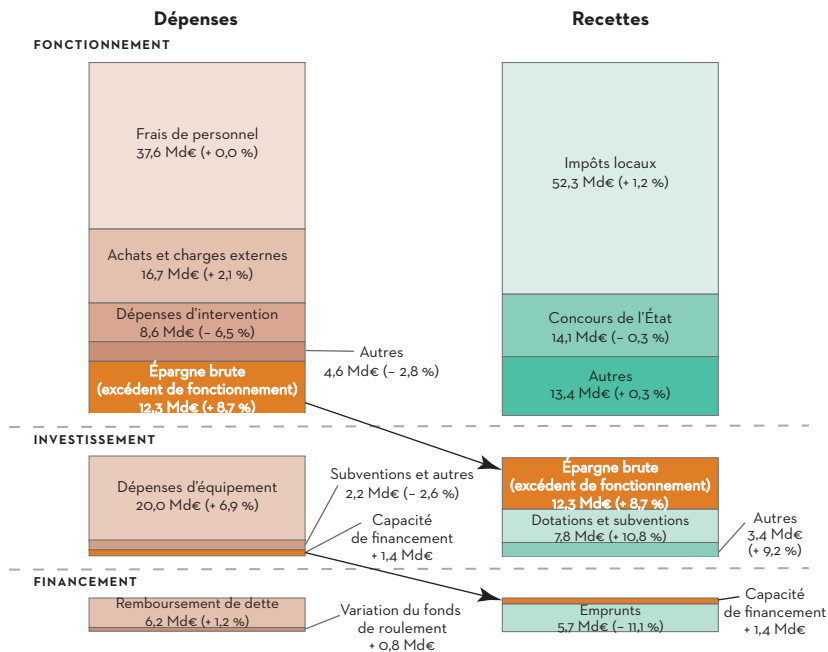 Dépenses
Recettes
FONCTIONNEMENT
Frais de personnel
37,6 Md€ (+ 0,0 %)
Achats et charges externes
16,7 Md€ (+ 2,1 %)
Dépenses d'intervention
8,6 Md€ (– 6,5 %)
Autres
4,6 Md€ (– 2,8 %)
Épargne brute
(excédent de fonctionnement)
12,3 Md€ (+ 8,7 %)
Impôts locaux
52,3 Md€ (+ 1,2 %)
Concours de l'État
14,1 Md€ (– 0,3 %)
Autres
13,4 Md€ (+ 0,3 %)
INVESTISSEMENT
Dépenses d'équipement
20,0 Md€ (+ 6,9 %)
Subventions et autres
2,2 Md€ (– 2,6 %)
Capacité
de financement
+ 1,4 Md€
Épargne brute
(excédent de fonctionnement)
12,3 Md€ (+ 8,7 %)
Dotations et subventions
7,8 Md€ (+ 10,8 %)
Autres
3,4 Md€
(+ 9,2 %)
FINANCEMENT
Remboursement de dette
6,2 Md€ (+ 1,2 %)
Variation du fonds
de roulement
+ 0,8 Md€
Emprunts
5,7 Md€ (– 11,1 %)
Capacité
de financement
+ 1,4 Md€